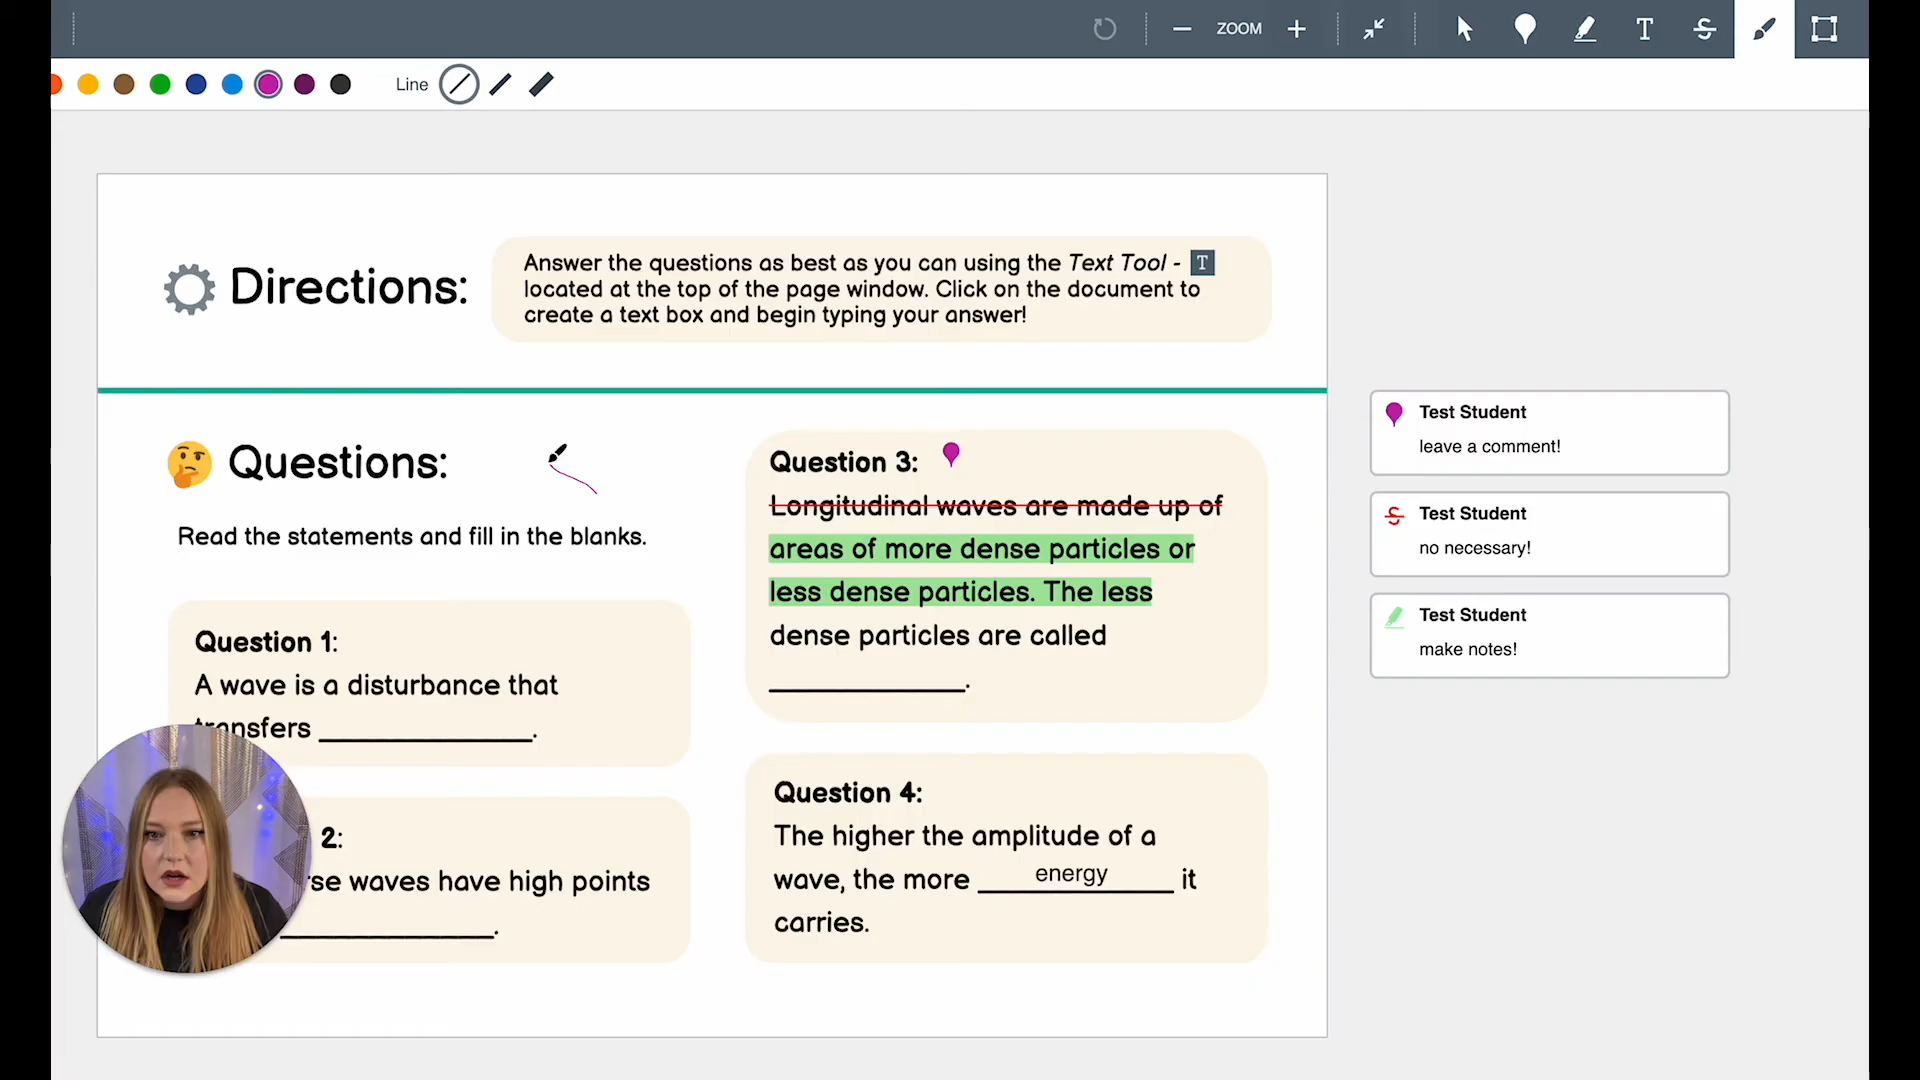 ZOOM
T
Line
Directions:
Answer the questions as best as you can using the Text Tool - T
located at the top of the page window. Click on the document to
create a text box and begin typing your answer!
Questions:
Read the statements and fill in the blanks.
Question 1:
A wave is a disturbance that
transfers _______________.
2:
rse waves have high points
_______________.
Question 3:
Longitudinal waves are made up of
areas of more dense particles or
less dense particles. The less
dense particles are called
_______________.
Question 4:
The higher the amplitude of a
wave, the more energy it
carries.
Test Student
leave a comment!
Test Student
no necessary!
Test Student
make notes!